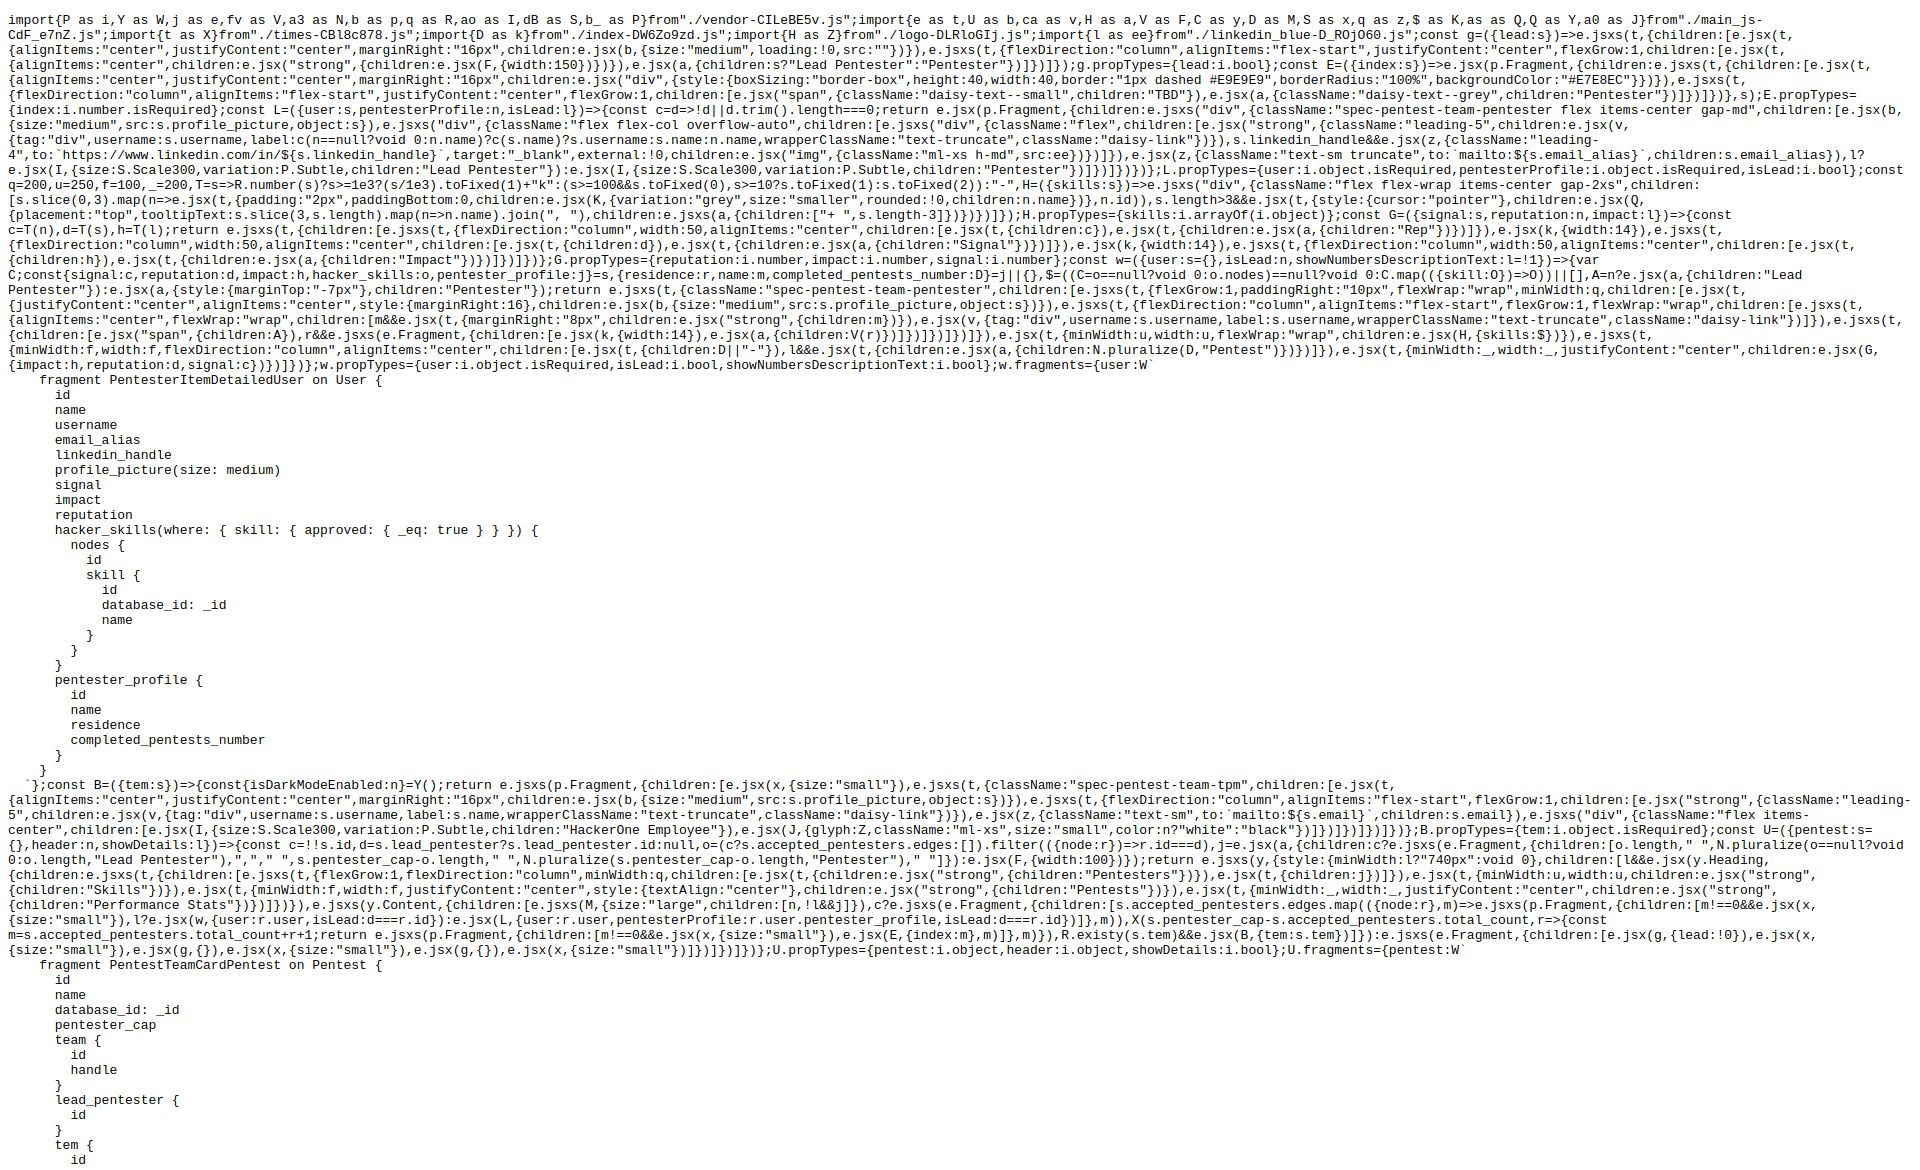 import{P as i,Y as W,j as e,fv as V,a3 as N,b as p,q as R,ao as I,dB as S,b_ as P}from"./vendor-CILeBE5v.js";import{e as t,U as b,ca as v,H as a,V as F,C as y,D as M,S as x,q as z,$ as K,as as Q,Q as Y,a0 as J}from"./main_js-
CdF_e7nZ.js";import{t as X}from"./times-CBl8c878.js";import{D as k}from"./index-DW6Zo9zd.js";import{H as Z}from"./logo-DLRloGIj.js";import{l as ee}from"./linkedin_blue-D_ROjO60.js";const g=({lead:s})=>e.jsxs(t,{children:[e.jsx(t,
{alignItems:"center",justifyContent:"center",marginRight:"16px",children:e.jsx(b,{size:"medium",loading:!0,src:""})}),e.jsxs(t,{flexDirection:"column",alignItems:"flex-start",justifyContent:"center",flexGrow:1,children:[e.jsx(t,
{alignItems:"center",children:e.jsx("strong",{children:e.jsx(F,{width:150})})}),e.jsx(a,{children:s?"Lead Pentester":"Pentester"})]})]});g.propTypes={lead:i.bool};const E=({index:s})=>e.jsx(p.Fragment,{children:e.jsxs(t,{children:[e.jsx(t,
{alignItems:"center",justifyContent:"center",marginRight:"16px",children:e.jsx("div",{style:{boxSizing:"border-box",height:40,width:40,border:"1px dashed #E9E9E9",borderRadius:"100%",backgroundColor:"#E7E8EC"}})}),e.jsxs(t,
{flexDirection:"column",alignItems:"flex-start",justifyContent:"center",flexGrow:1,children:[e.jsx("span",{className:"daisy-text--small",children:"TBD"}),e.jsx(a,{className:"daisy-text--grey",children:"Pentester"})]})]})},s);E.propTypes=
{index:i.number.isRequired};const L=({user:s,pentesterProfile:n,isLead:l})=>{const c=d=>!d||d.trim().length===0;return e.jsx(p.Fragment,{children:e.jsxs("div",{className:"spec-pentest-team-pentester flex items-center gap-md",children:[e.jsx(b,
{size:"medium",src:s.profile_picture,object:s}),e.jsxs("div",{className:"flex flex-col overflow-auto",children:[e.jsxs("div",{className:"flex",children:[e.jsx("strong",{className:"leading-5",children:e.jsx(v,
{tag:"div",username:s.username,label:c(n==null?void 0:n.name)?c(s.name)?s.username:s.name:n.name,wrapperClassName:"text-truncate",className:"daisy-link"})}),s.linkedin_handle&&e.jsx(z,{className:"leading-
4",to:`https://www.linkedin.com/in/${s.linkedin_handle}`,target:"_blank",external:!0,children:e.jsx("img",{className:"ml-xs h-md",src:ee})})]}),e.jsx(z,{className:"text-sm truncate",to:`mailto:${s.email_alias}`,children:s.email_alias}),l?
e.jsx(I,{size:S.Scale300,variation:P.Subtle,children:"Lead Pentester"}):e.jsx(I,{size:S.Scale300,variation:P.Subtle,children:"Pentester"})]})]})})};L.propTypes={user:i.object.isRequired,pentesterProfile:i.object.isRequired,isLead:i.bool};const
q=200,u=250,f=100,_=200,T=s=>R.number(s)?s>=1e3?(s/1e3).toFixed(1)+"k":(s>=100&&s.toFixed(0),s>=10?s.toFixed(1):s.toFixed(2)):"-",H=({skills:s})=>e.jsxs("div",{className:"flex flex-wrap items-center gap-2xs",children:
[s.slice(0,3).map(n=>e.jsx(t,{padding:"2px",paddingBottom:0,children:e.jsx(K,{variation:"grey",size:"smaller",rounded:!0,children:n.name})},n.id)),s.length>3&&e.jsx(t,{style:{cursor:"pointer"},children:e.jsx(Q,
{placement:"top",tooltipText:s.slice(3,s.length).map(n=>n.name).join(", "),children:e.jsxs(a,{children:["+ ",s.length-3]})})})]});H.propTypes={skills:i.arrayOf(i.object)};const G=({signal:s,reputation:n,impact:l})=>{const
c=T(n),d=T(s),h=T(l);return e.jsxs(t,{children:[e.jsxs(t,{flexDirection:"column",width:50,alignItems:"center",children:[e.jsx(t,{children:c}),e.jsx(t,{children:e.jsx(a,{children:"Rep"})})]}),e.jsx(k,{width:14}),e.jsxs(t,
{flexDirection:"column",width:50,alignItems:"center",children:[e.jsx(t,{children:d}),e.jsx(t,{children:e.jsx(a,{children:"Signal"})})]}),e.jsx(k,{width:14}),e.jsxs(t,{flexDirection:"column",width:50,alignItems:"center",children:[e.jsx(t,
{children:h}),e.jsx(t,{children:e.jsx(a,{children:"Impact"})})]})]})};G.propTypes={reputation:i.number,impact:i.number,signal:i.number};const w=({user:s={},isLead:n,showNumbersDescriptionText:l=!1})=>{var
C;const{signal:c,reputation:d,impact:h,hacker_skills:o,pentester_profile:j}=s,{residence:r,name:m,completed_pentests_number:D}=j||{},$=((C=o==null?void 0:o.nodes)==null?void 0:C.map(({skill:O})=>O))||[],A=n?e.jsx(a,{children:"Lead
Pentester"}):e.jsx(a,{style:{marginTop:"-7px"},children:"Pentester"});return e.jsxs(t,{className:"spec-pentest-team-pentester",children:[e.jsxs(t,{flexGrow:1,paddingRight:"10px",flexWrap:"wrap",minWidth:q,children:[e.jsx(t,
{justifyContent:"center",alignItems:"center",style:{marginRight:16},children:e.jsx(b,{size:"medium",src:s.profile_picture,object:s})}),e.jsxs(t,{flexDirection:"column",alignItems:"flex-start",flexGrow:1,flexWrap:"wrap",children:[e.jsxs(t,
{alignItems:"center",flexWrap:"wrap",children:[m&&e.jsx(t,{marginRight:"8px",children:e.jsx("strong",{children:m})}),e.jsx(v,{tag:"div",username:s.username,label:s.username,wrapperClassName:"text-truncate",className:"daisy-link"})]}),e.jsxs(t,
{children:[e.jsx("span",{children:A}),r&&e.jsxs(e.Fragment,{children:[e.jsx(k,{width:14}),e.jsx(a,{children:V(r)})]})]})]})]}),e.jsx(t,{minWidth:u,width:u,flexWrap:"wrap",children:e.jsx(H,{skills:$})}),e.jsxs(t,
{minWidth:f,width:f,flexDirection:"column",alignItems:"center",children:[e.jsx(t,{children:D||"-"}),l&&e.jsx(t,{children:e.jsx(a,{children:N.pluralize(D,"Pentest")})})]}),e.jsx(t,{minWidth:_,width:_,justifyContent:"center",children:e.jsx(G,
{impact:h,reputation:d,signal:c})})]})};w.propTypes={user:i.object.isRequired,isLead:i.bool,showNumbersDescriptionText:i.bool};w.fragments={user:W`
    fragment PentesterItemDetailedUser on User {
      id
      name
      username
      email_alias
      linkedin_handle
      profile_picture(size: medium)
      signal
      impact
      reputation
      hacker_skills(where: { skill: { approved: { _eq: true } } }) {
        nodes {
          id
          skill {
            id
            database_id: _id
            name
          }
        }
      }
      pentester_profile {
        id
        name
        residence
        completed_pentests_number
      }
    }
  `};const B=({tem:s})=>{const{isDarkModeEnabled:n}=Y();return e.jsxs(p.Fragment,{children:[e.jsx(x,{size:"small"}),e.jsxs(t,{className:"spec-pentest-team-tpm",children:[e.jsx(t,
{alignItems:"center",justifyContent:"center",marginRight:"16px",children:e.jsx(b,{size:"medium",src:s.profile_picture,object:s})}),e.jsxs(t,{flexDirection:"column",alignItems:"flex-start",flexGrow:1,children:[e.jsx("strong",{className:"leading-
5",children:e.jsx(v,{tag:"div",username:s.username,label:s.name,wrapperClassName:"text-truncate",className:"daisy-link"})}),e.jsx(z,{className:"text-sm",to:`mailto:${s.email}`,children:s.email}),e.jsxs("div",{className:"flex items-
center",children:[e.jsx(I,{size:S.Scale300,variation:P.Subtle,children:"HackerOne Employee"}),e.jsx(J,{glyph:Z,className:"ml-xs",size:"small",color:n?"white":"black"})]})]})]})]})};B.propTypes={tem:i.object.isRequired};const U=({pentest:s=
{},header:n,showDetails:l})=>{const c=!!s.id,d=s.lead_pentester?s.lead_pentester.id:null,o=(c?s.accepted_pentesters.edges:[]).filter(({node:r})=>r.id===d),j=e.jsx(a,{children:c?e.jsxs(e.Fragment,{children:[o.length," ",N.pluralize(o==null?void
0:o.length,"Lead Pentester"),","," ",s.pentester_cap-o.length," ",N.pluralize(s.pentester_cap-o.length,"Pentester")," "]}):e.jsx(F,{width:100})});return e.jsxs(y,{style:{minWidth:l?"740px":void 0},children:[l&&e.jsx(y.Heading,
{children:e.jsxs(t,{children:[e.jsxs(t,{flexGrow:1,flexDirection:"column",minWidth:q,children:[e.jsx(t,{children:e.jsx("strong",{children:"Pentesters"})}),e.jsx(t,{children:j})]}),e.jsx(t,{minWidth:u,width:u,children:e.jsx("strong",
{children:"Skills"})}),e.jsx(t,{minWidth:f,width:f,justifyContent:"center",style:{textAlign:"center"},children:e.jsx("strong",{children:"Pentests"})}),e.jsx(t,{minWidth:_,width:_,justifyContent:"center",children:e.jsx("strong",
{children:"Performance Stats"})})]})}),e.jsxs(y.Content,{children:[e.jsxs(M,{size:"large",children:[n,!l&&j]}),c?e.jsxs(e.Fragment,{children:[s.accepted_pentesters.edges.map(({node:r},m)=>e.jsxs(p.Fragment,{children:[m!==0&&e.jsx(x,
{size:"small"}),l?e.jsx(w,{user:r.user,isLead:d===r.id}):e.jsx(L,{user:r.user,pentesterProfile:r.user.pentester_profile,isLead:d===r.id})]},m)),X(s.pentester_cap-s.accepted_pentesters.total_count,r=>{const
m=s.accepted_pentesters.total_count+r+1;return e.jsxs(p.Fragment,{children:[m!==0&&e.jsx(x,{size:"small"}),e.jsx(E,{index:m},m)]},m)}),R.existy(s.tem)&&e.jsx(B,{tem:s.tem})]}):e.jsxs(e.Fragment,{children:[e.jsx(g,{lead:!0}),e.jsx(x,
{size:"small"}),e.jsx(g,{}),e.jsx(x,{size:"small"}),e.jsx(g,{}),e.jsx(x,{size:"small"})]})]})]})};U.propTypes={pentest:i.object,header:i.object,showDetails:i.bool};U.fragments={pentest:W`
    fragment PentestTeamCardPentest on Pentest {
      id
      name
      database_id: _id
      pentester_cap
      team {
        id
        handle
      }
      lead_pentester {
        id
      }
      tem {
        id